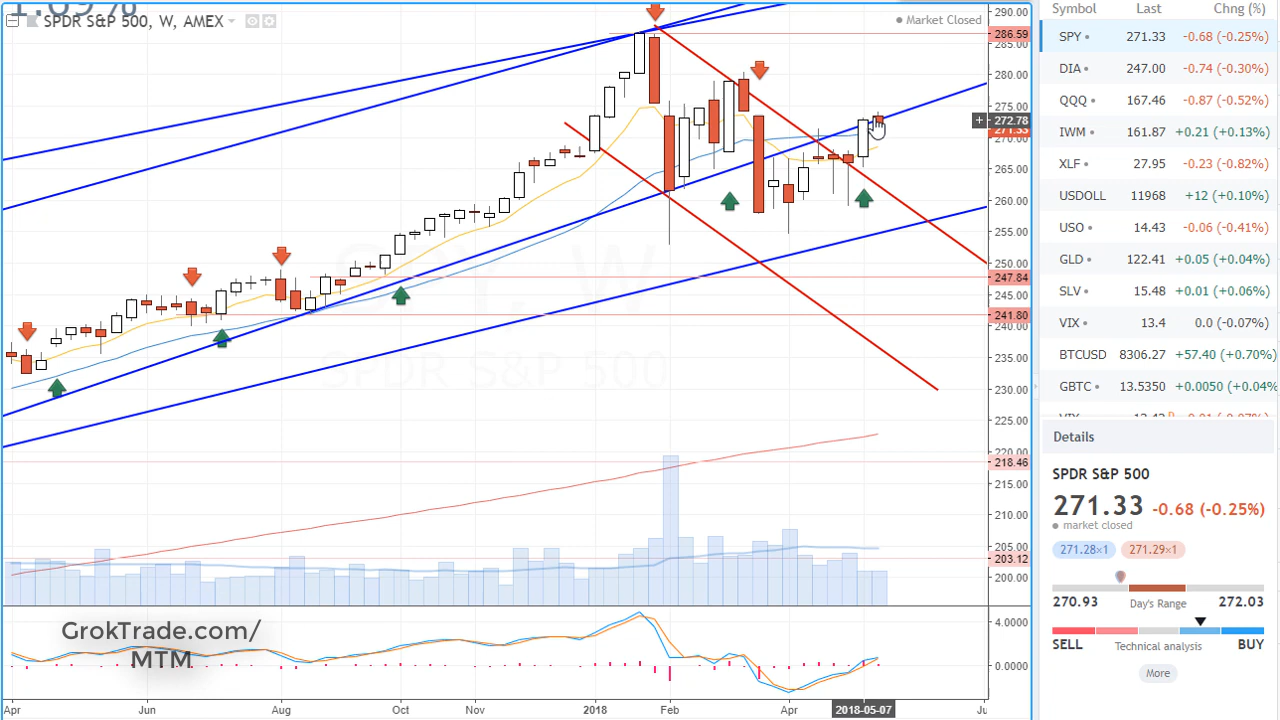 SPDR S&P 500, W, AMEX
Market Closed
290.00
286.59
285.00
280.00
275.00
272.78
271.33
270.00
265.00
260.00
255.00
250.00
247.84
245.00
241.80
240.00
235.00
230.00
225.00
220.00
218.46
215.00
210.00
205.00
203.12
200.00
4.0000
0.0000
SPDR S&P 500
GrokTrade.com/
MTM
Apr Jun Aug Oct Nov 2018 Feb Apr 2018-05-07
Symbol Last Chng (%)
SPY 271.33 -0.68 (-0.25%)
DIA 247.00 -0.74 (-0.30%)
QQQ 167.46 -0.87 (-0.52%)
IWM 161.87 +0.21 (+0.13%)
XLF 27.95 -0.23 (-0.82%)
USDOLL 11968 +12 (+0.10%)
USO 14.43 -0.06 (-0.41%)
GLD 122.41 +0.05 (+0.04%)
SLV 15.48 +0.01 (+0.06%)
VIX 13.4 0.0 (-0.07%)
BTCUSD 8306.27 +57.40 (+0.70%)
GBTC 13.5350 +0.0050 (+0.04%
Details
SPDR S&P 500
271.33 -0.68 (-0.25%)
market closed
271.28×1 271.29×1
270.93 Day's Range 272.03
SELL Technical analysis BUY
More